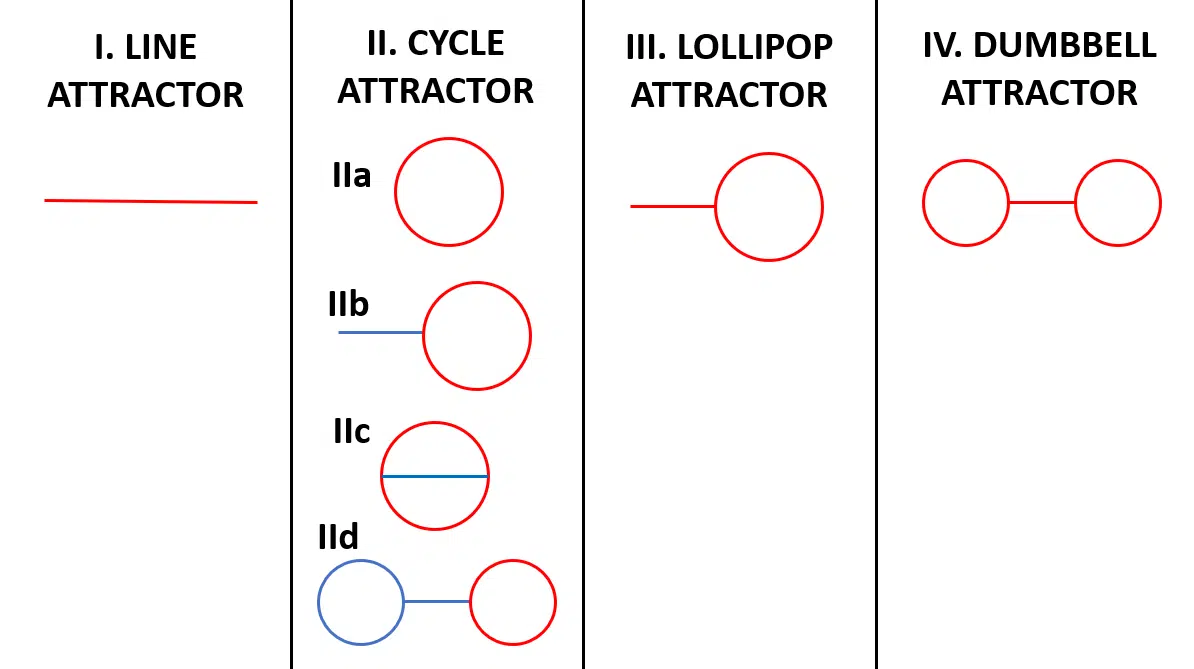 I. LINE
ATTRACTOR
II. CYCLE
ATTRACTOR
IIa
IIb
IIc
IId
III. LOLLIPOP
ATTRACTOR
IV. DUMBBELL
ATTRACTOR